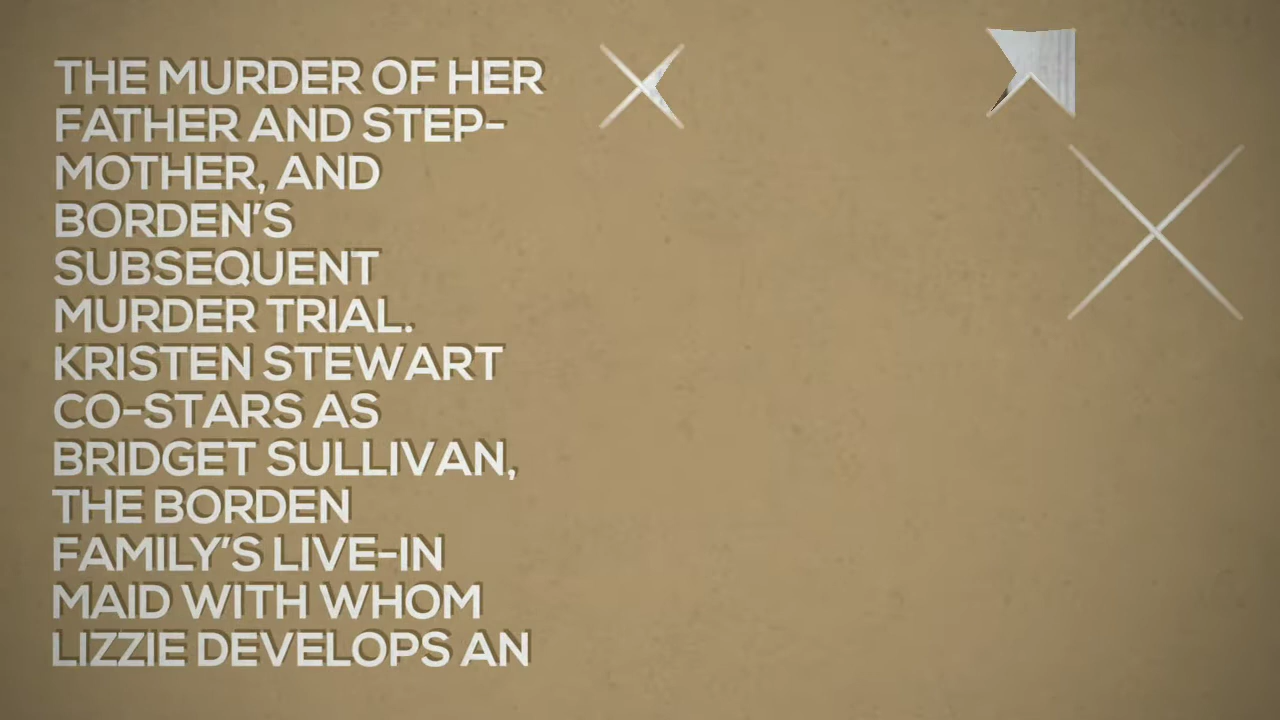 THE MURDER OF HER
FATHER AND STEP-
MOTHER, AND
BORDEN'S
SUBSEQUENT
MURDER TRIAL.
KRISTEN STEWART
CO-STARS AS
BRIDGET SULLIVAN,
THE BORDEN
FAMILY'S LIVE-IN
MAID WITH WHOM
LIZZIE DEVELOPS AN